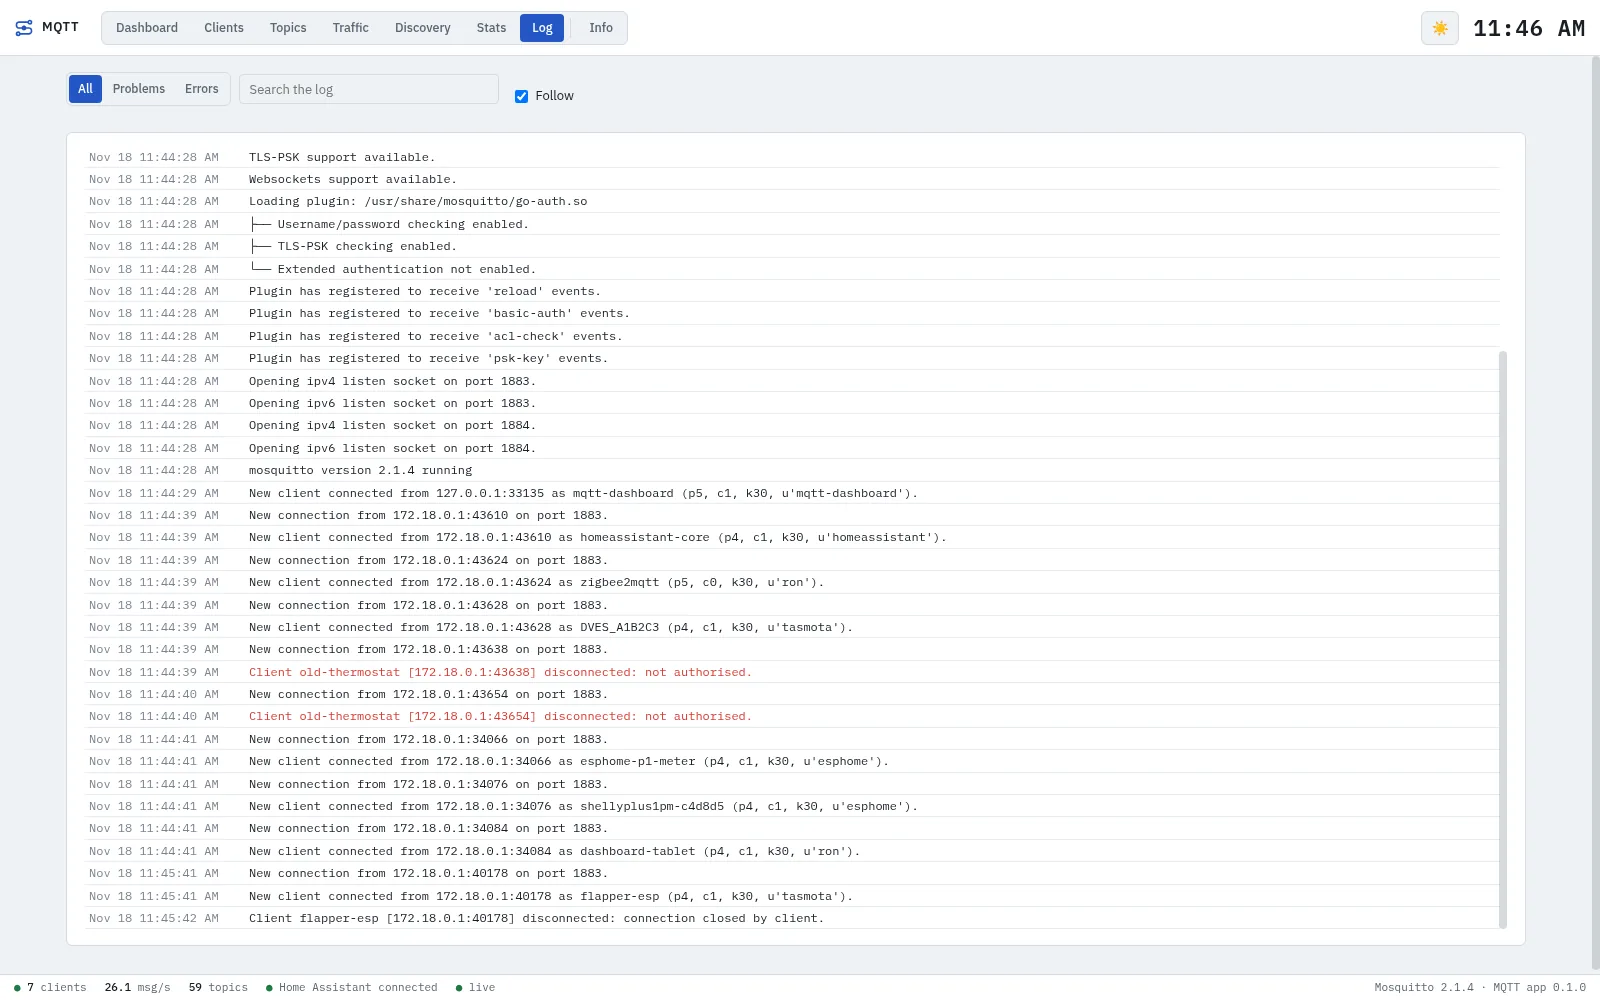 MQTT
Dashboard Clients Topics Traffic Discovery Stats Log Info
11:46 AM
All Problems Errors
Search the log
Follow
Nov 18 11:44:28 AM TLS-PSK support available.
Nov 18 11:44:28 AM Websockets support available.
Nov 18 11:44:28 AM Loading plugin: /usr/share/mosquitto/go-auth.so
Nov 18 11:44:28 AM ├── Username/password checking enabled.
Nov 18 11:44:28 AM ├── TLS-PSK checking enabled.
Nov 18 11:44:28 AM └── Extended authentication not enabled.
Nov 18 11:44:28 AM Plugin has registered to receive 'reload' events.
Nov 18 11:44:28 AM Plugin has registered to receive 'basic-auth' events.
Nov 18 11:44:28 AM Plugin has registered to receive 'acl-check' events.
Nov 18 11:44:28 AM Plugin has registered to receive 'psk-key' events.
Nov 18 11:44:28 AM Opening ipv4 listen socket on port 1883.
Nov 18 11:44:28 AM Opening ipv6 listen socket on port 1883.
Nov 18 11:44:28 AM Opening ipv4 listen socket on port 1884.
Nov 18 11:44:28 AM Opening ipv6 listen socket on port 1884.
Nov 18 11:44:28 AM mosquitto version 2.1.4 running
Nov 18 11:44:29 AM New client connected from 127.0.0.1:33135 as mqtt-dashboard (p5, c1, k30, u'mqtt-dashboard').
Nov 18 11:44:39 AM New connection from 172.18.0.1:43610 on port 1883.
Nov 18 11:44:39 AM New client connected from 172.18.0.1:43610 as homeassistant-core (p4, c1, k30, u'homeassistant').
Nov 18 11:44:39 AM New connection from 172.18.0.1:43624 on port 1883.
Nov 18 11:44:39 AM New client connected from 172.18.0.1:43624 as zigbee2mqtt (p5, c0, k30, u'ron').
Nov 18 11:44:39 AM New connection from 172.18.0.1:43628 on port 1883.
Nov 18 11:44:39 AM New client connected from 172.18.0.1:43628 as DVES_A1B2C3 (p4, c1, k30, u'tasmota').
Nov 18 11:44:39 AM New connection from 172.18.0.1:43638 on port 1883.
Nov 18 11:44:39 AM Client old-thermostat [172.18.0.1:43638] disconnected: not authorised.
Nov 18 11:44:40 AM New connection from 172.18.0.1:43654 on port 1883.
Nov 18 11:44:40 AM Client old-thermostat [172.18.0.1:43654] disconnected: not authorised.
Nov 18 11:44:41 AM New connection from 172.18.0.1:34066 on port 1883.
Nov 18 11:44:41 AM New client connected from 172.18.0.1:34066 as esphome-p1-meter (p4, c1, k30, u'esphome').
Nov 18 11:44:41 AM New connection from 172.18.0.1:34076 on port 1883.
Nov 18 11:44:41 AM New client connected from 172.18.0.1:34076 as shellyplus1pm-c4d8d5 (p4, c1, k30, u'esphome').
Nov 18 11:44:41 AM New connection from 172.18.0.1:34084 on port 1883.
Nov 18 11:44:41 AM New client connected from 172.18.0.1:34084 as dashboard-tablet (p4, c1, k30, u'ron').
Nov 18 11:45:41 AM New connection from 172.18.0.1:40178 on port 1883.
Nov 18 11:45:41 AM New client connected from 172.18.0.1:40178 as flapper-esp (p4, c1, k30, u'tasmota').
Nov 18 11:45:42 AM Client flapper-esp [172.18.0.1:40178] disconnected: connection closed by client.
7 clients 26.1 msg/s 59 topics Home Assistant connected live
Mosquitto 2.1.4 · MQTT app 0.1.0